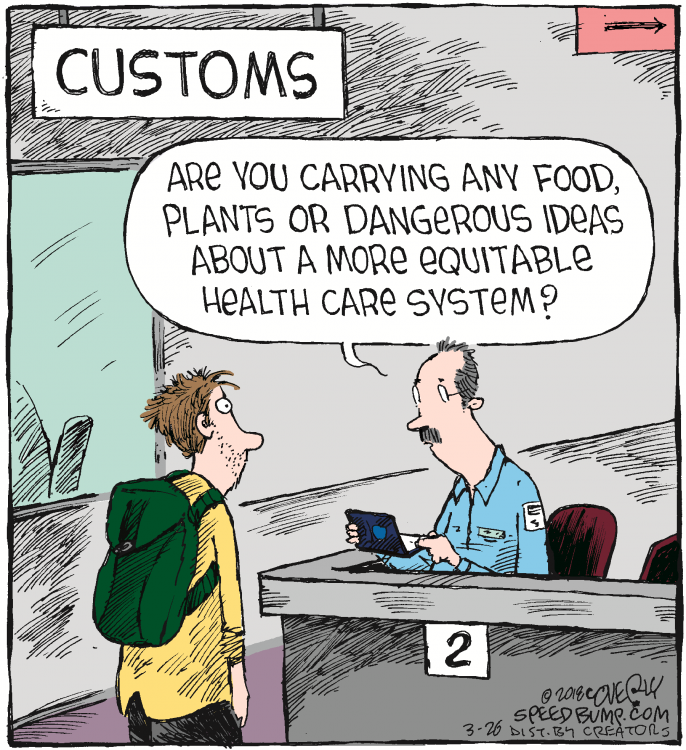 CUSTOMS
ARe YOU CARRYING ANY FOOD,
PLANTS OR DANGeROUS IDeAS
ABOUT A MORe eQUITABLe
HeALTH CARe SYSTeM?
2
© 2018 COVERLY
SPEEDBUMP.COM
3-26 DIST. BY CREATORS